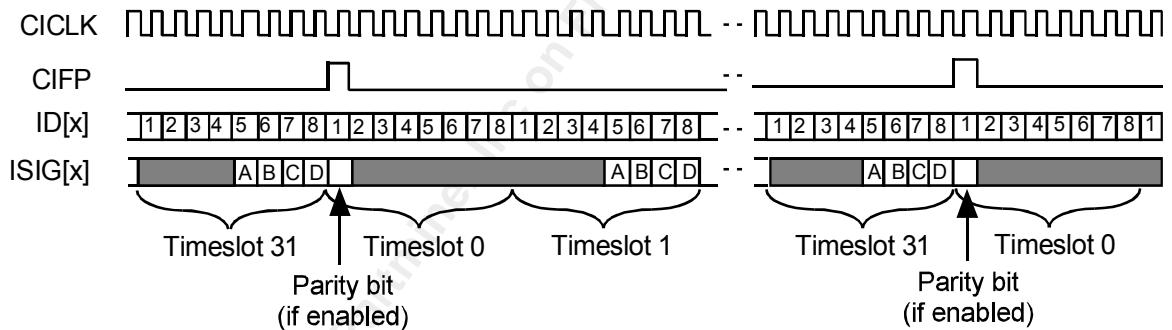 CICLK - -
CIFP - -
ID[x] 1 2 3 4 5 6 7 8 1 2 3 4 5 6 7 8 1 2 3 4 5 6 7 8 - - 1 2 3 4 5 6 7 8 1 2 3 4 5 6 7 8 1
ISIG[x] A B C D A B C D - - A B C D
Timeslot 31 Timeslot 0 Timeslot 1 Timeslot 31 Timeslot 0
Parity bit Parity bit
(if enabled) (if enabled)